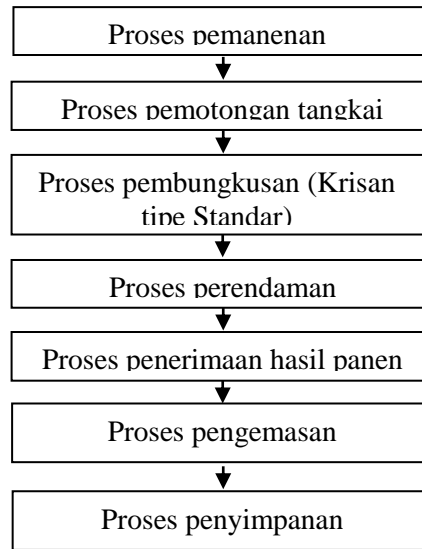 Proses pemanenan
Proses pemotongan tangkai
Proses pembungkusan (Krisan
tipe Standar)
Proses perendaman
Proses penerimaan hasil panen
Proses pengemasan
Proses penyimpanan